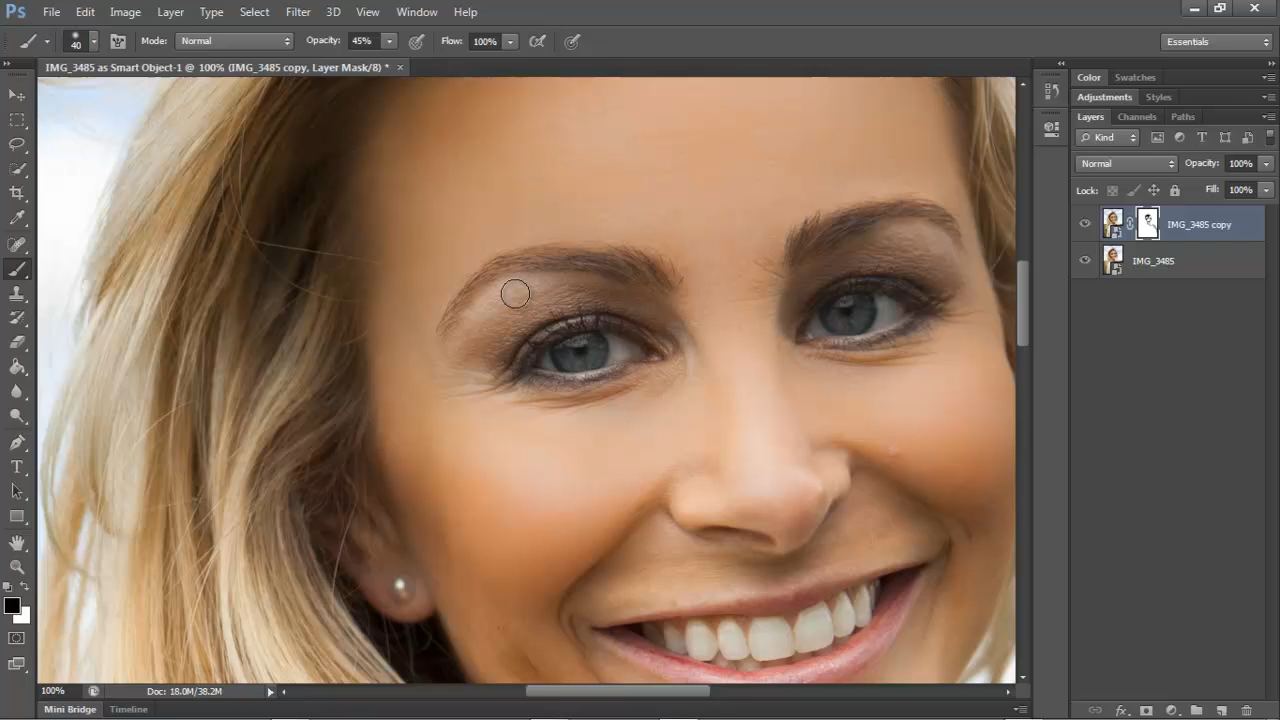 Ps File Edit Image Layer Type Select Filter 3D View Window Help
40 Mode: Normal Opacity: 45% Flow: 100% Essentials
IMG_3485 as Smart Object-1 @ 100% (IMG_3485 copy, Layer Mask/8) * ×
Color Swatches
Adjustments Styles
Layers Channels Paths
Kind T
Normal Opacity: 100%
Lock: Fill: 100%
IMG_3485 copy
IMG_3485
T
100% Doc: 18.0M/38.2M
Mini Bridge Timeline
fx